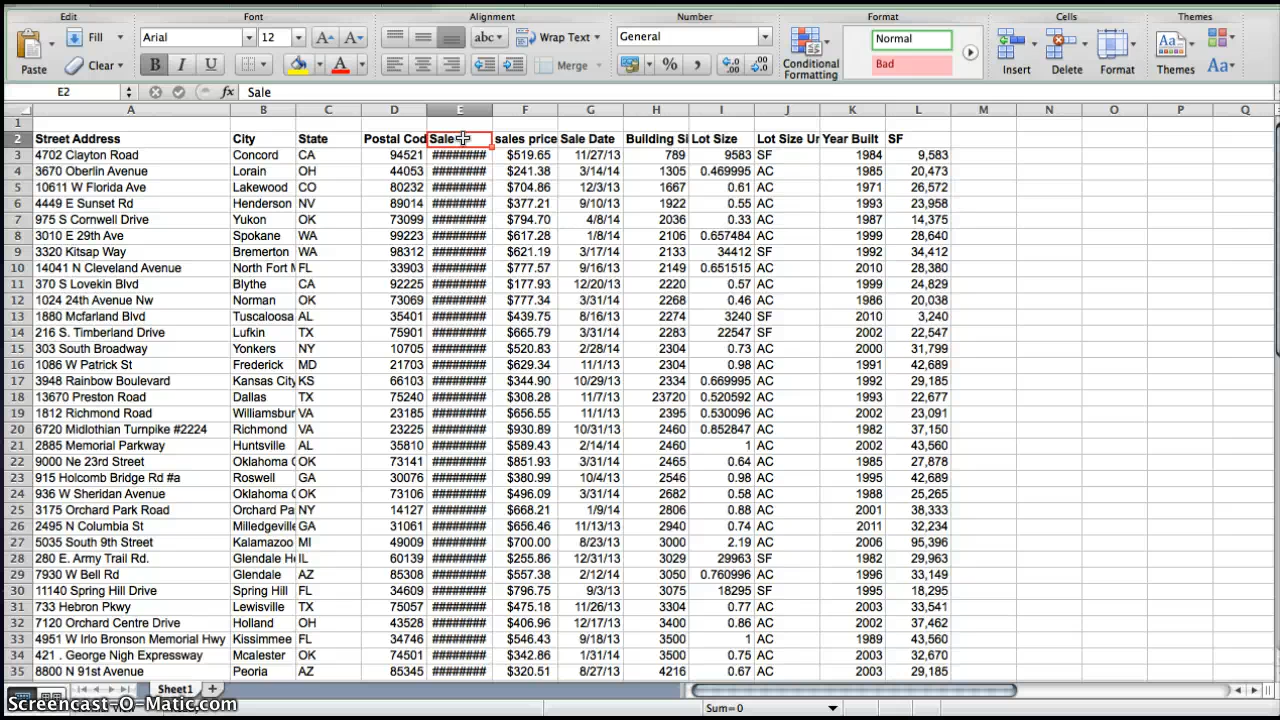 Edit Font Alignment Number Format Cells Themes
Fill Arial 12 abc Wrap Text General Normal
Paste Clear B I U Merge % , .0 .00 Conditional Formatting Bad Insert Delete Format Themes Aa
E2 fx Sale
A B C D E F G H I J K L M N O P Q
1
2 Street Address City State Postal Cod Sale sales price Sale Date Building Si Lot Size Lot Size Ur Year Built SF
3 4702 Clayton Road Concord CA 94521 ######## $519.65 11/27/13 789 9583 SF 1984 9,583
4 3670 Oberlin Avenue Lorain OH 44053 ######## $241.38 3/14/14 1305 0.469995 AC 1985 20,473
5 10611 W Florida Ave Lakewood CO 80232 ######## $704.86 12/3/13 1667 0.61 AC 1971 26,572
6 4449 E Sunset Rd Henderson NV 89014 ######## $377.21 9/10/13 1922 0.55 AC 1993 23,958
7 975 S Cornwell Drive Yukon OK 73099 ######## $794.70 4/8/14 2036 0.33 AC 1987 14,375
8 3010 E 29th Ave Spokane WA 99223 ######## $617.28 1/8/14 2106 0.657484 AC 1999 28,640
9 3320 Kitsap Way Bremerton WA 98312 ######## $621.19 3/17/14 2133 34412 SF 1992 34,412
10 14041 N Cleveland Avenue North Fort M FL 33903 ######## $777.57 9/16/13 2149 0.651515 AC 2010 28,380
11 370 S Lovekin Blvd Blythe CA 92225 ######## $177.93 12/20/13 2220 0.57 AC 1999 24,829
12 1024 24th Avenue Nw Norman OK 73069 ######## $777.34 3/31/14 2268 0.46 AC 1986 20,038
13 1880 Mcfarland Blvd Tuscaloosa AL 35401 ######## $439.75 8/16/13 2274 3240 SF 2010 3,240
14 216 S. Timberland Drive Lufkin TX 75901 ######## $665.79 3/31/14 2283 22547 SF 2002 22,547
15 303 South Broadway Yonkers NY 10705 ######## $520.83 2/28/14 2304 0.73 AC 2000 31,799
16 1086 W Patrick St Frederick MD 21703 ######## $629.34 11/1/13 2304 0.98 AC 1991 42,689
17 3948 Rainbow Boulevard Kansas City KS 66103 ######## $344.90 10/29/13 2334 0.669995 AC 1992 29,185
18 13670 Preston Road Dallas TX 75240 ######## $308.28 11/7/13 23720 0.520592 AC 1993 22,677
19 1812 Richmond Road Williamsbur VA 23185 ######## $656.55 11/1/13 2395 0.530096 AC 2002 23,091
20 6720 Midlothian Turnpike #2224 Richmond VA 23225 ######## $930.89 10/31/13 2460 0.852847 AC 1982 37,150
21 2885 Memorial Parkway Huntsville AL 35810 ######## $589.43 2/14/14 2460 1 AC 2002 43,560
22 9000 Ne 23rd Street Oklahoma C OK 73141 ######## $851.93 3/31/14 2465 0.64 AC 1985 27,878
23 915 Holcomb Bridge Rd #a Roswell GA 30076 ######## $380.99 10/4/13 2546 0.98 AC 1995 42,689
24 936 W Sheridan Avenue Oklahoma C OK 73106 ######## $496.09 3/31/14 2682 0.58 AC 1988 25,265
25 3175 Orchard Park Road Orchard Pa NY 14127 ######## $668.21 1/9/14 2806 0.88 AC 2001 38,333
26 2495 N Columbia St Milledgeville GA 31061 ######## $656.46 11/13/13 2940 0.74 AC 2011 32,234
27 5035 South 9th Street Kalamazoo MI 49009 ######## $700.00 8/23/13 3000 2.19 AC 2006 95,396
28 280 E. Army Trail Rd. Glendale He IL 60139 ######## $255.86 12/31/13 3029 29963 SF 1982 29,963
29 7930 W Bell Rd Glendale AZ 85308 ######## $557.38 2/12/14 3050 0.760996 AC 1996 33,149
30 11140 Spring Hill Drive Spring Hill FL 34609 ######## $796.75 9/3/13 3075 18295 SF 1995 18,295
31 733 Hebron Pkwy Lewisville TX 75057 ######## $475.18 11/26/13 3304 0.77 AC 2003 33,541
32 7120 Orchard Centre Drive Holland OH 43528 ######## $406.96 12/17/13 3400 0.86 AC 2003 37,462
33 4951 W Irlo Bronson Memorial Hwy Kissimmee FL 34746 ######## $546.43 9/18/13 3500 1 AC 1989 43,560
34 421 . George Nigh Expressway Mcalester OK 74501 ######## $342.86 1/31/14 3500 0.75 AC 2003 32,670
35 8800 N 91st Avenue Peoria AZ 85345 ######## $320.51 8/27/13 4216 0.67 AC 2003 29,185
Sheet1
Screencast-O-Matic.com Sum=0